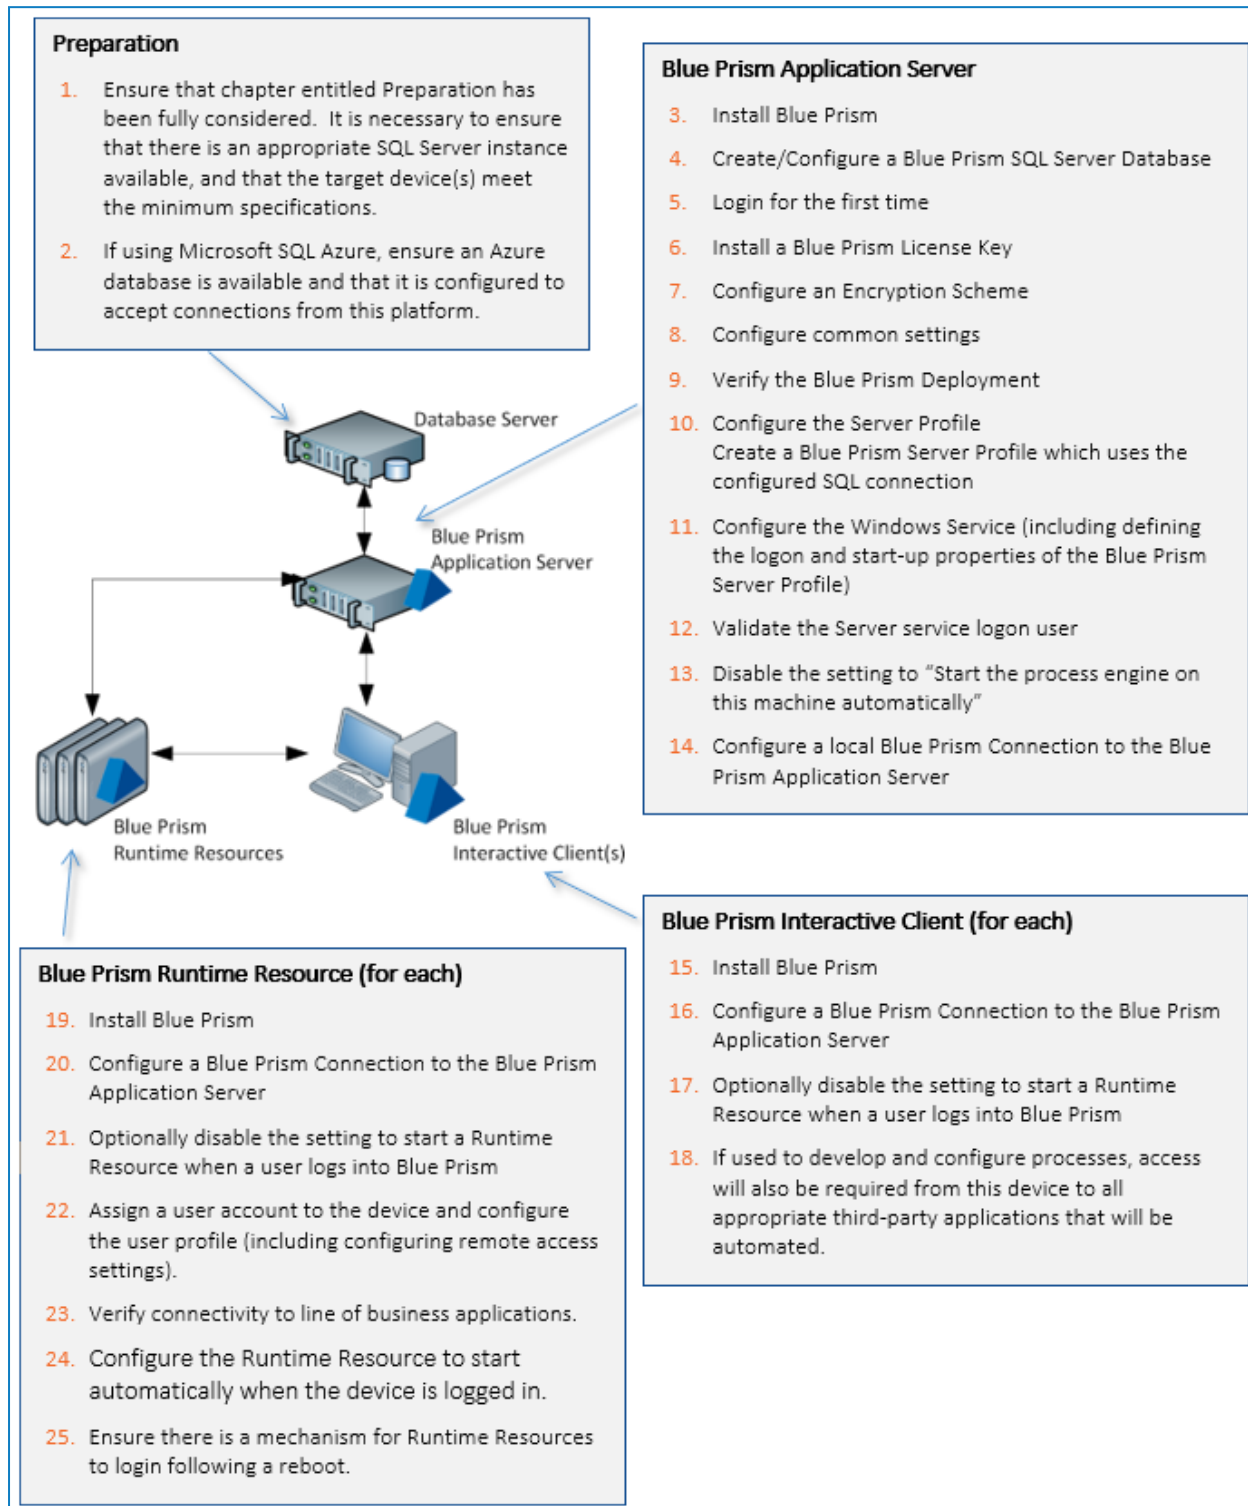 Preparation
1. Ensure that chapter entitled Preparation has
been fully considered. It is necessary to ensure
that there is an appropriate SQL Server instance
available, and that the target device(s) meet
the minimum specifications.
2. If using Microsoft SQL Azure, ensure an Azure
database is available and that it is configured to
accept connections from this platform.
Blue Prism Application Server
3. Install Blue Prism
4. Create/Configure a Blue Prism SQL Server Database
5. Login for the first time
6. Install a Blue Prism License Key
7. Configure an Encryption Scheme
8. Configure common settings
9. Verify the Blue Prism Deployment
10. Configure the Server Profile
Create a Blue Prism Server Profile which uses the
configured SQL connection
11. Configure the Windows Service (including defining
the logon and start-up properties of the Blue Prism
Server Profile)
12. Validate the Server service logon user
13. Disable the setting to “Start the process engine on
this machine automatically”
14. Configure a local Blue Prism Connection to the Blue
Prism Application Server
Database Server
Blue Prism
Application Server
Blue Prism
Runtime Resources
Blue Prism
Interactive Client(s)
Blue Prism Interactive Client (for each)
15. Install Blue Prism
16. Configure a Blue Prism Connection to the Blue Prism
Application Server
17. Optionally disable the setting to start a Runtime
Resource when a user logs into Blue Prism
18. If used to develop and configure processes, access
will also be required from this device to all
appropriate third-party applications that will be
automated.
Blue Prism Runtime Resource (for each)
19. Install Blue Prism
20. Configure a Blue Prism Connection to the Blue Prism
Application Server
21. Optionally disable the setting to start a Runtime
Resource when a user logs into Blue Prism
22. Assign a user account to the device and configure
the user profile (including configuring remote access
settings).
23. Verify connectivity to line of business applications.
24. Configure the Runtime Resource to start
automatically when the device is logged in.
25. Ensure there is a mechanism for Runtime Resources
to login following a reboot.